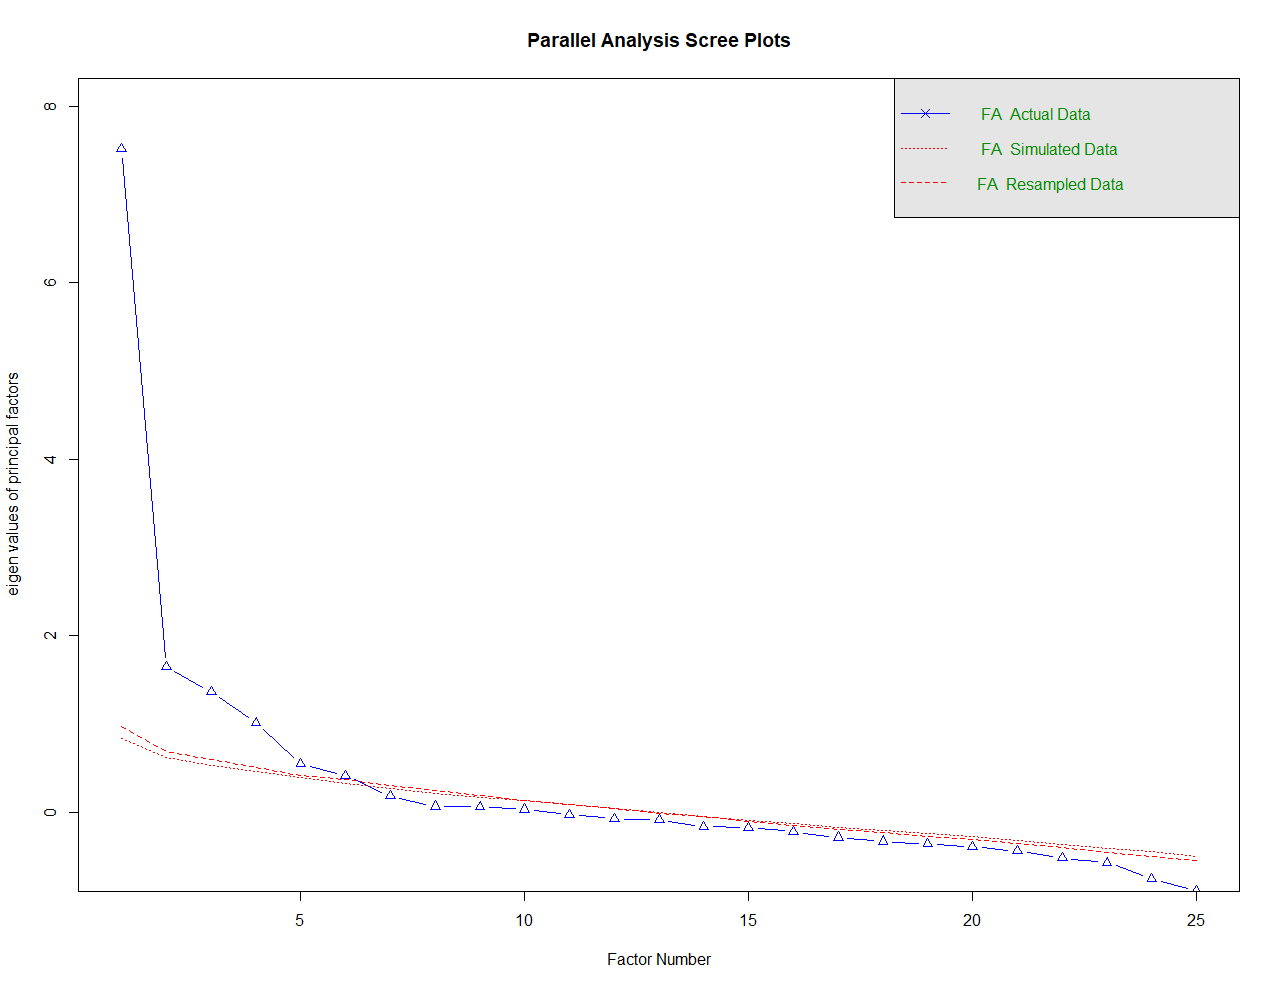 Parallel Analysis Scree Plots
FA Actual Data
FA Simulated Data
FA Resampled Data
eigen values of principal factors
8
6
4
2
0
5 10 15 20 25
Factor Number